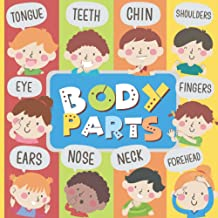 TONGUE TEETH CHIN SHOULDERS
EYE FINGERS
BODY
PARTS
EARS NOSE NECK FOREHEAD